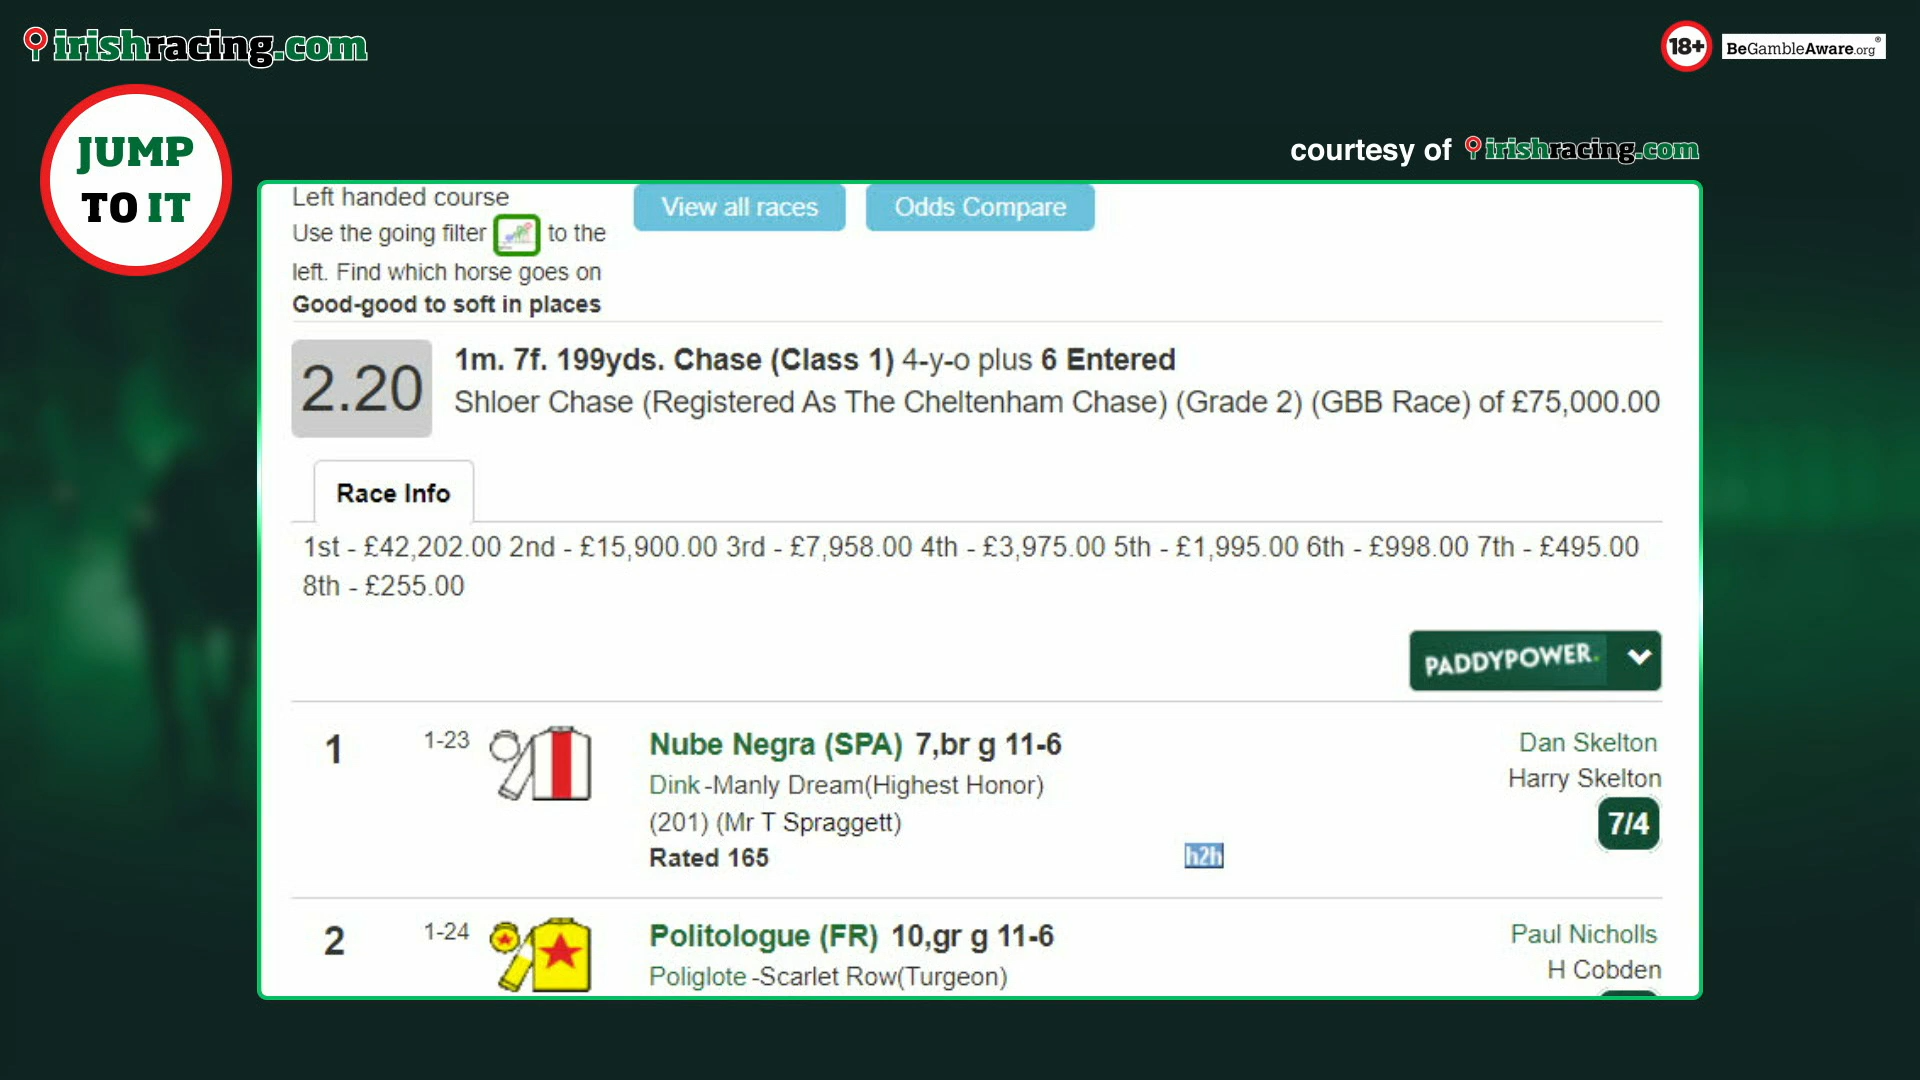 irishracing.com
18+ BeGambleAware.org®
JUMP
TO IT
courtesy of irishracing.com
Left handed course
Use the going filter to the
left. Find which horse goes on
Good-good to soft in places
View all races
Odds Compare
2.20
1m. 7f. 199yds. Chase (Class 1) 4-y-o plus 6 Entered
Shloer Chase (Registered As The Cheltenham Chase) (Grade 2) (GBB Race) of £75,000.00
Race Info
1st - £42,202.00 2nd - £15,900.00 3rd - £7,958.00 4th - £3,975.00 5th - £1,995.00 6th - £998.00 7th - £495.00
8th - £255.00
PADDYPOWER.
1 1-23 Nube Negra (SPA) 7,br g 11-6 Dan Skelton
Dink -Manly Dream(Highest Honor) Harry Skelton
(201) (Mr T Spraggett) 7/4
Rated 165 h2h
2 1-24 Politologue (FR) 10,gr g 11-6 Paul Nicholls
Poliglote -Scarlet Row(Turgeon) H Cobden